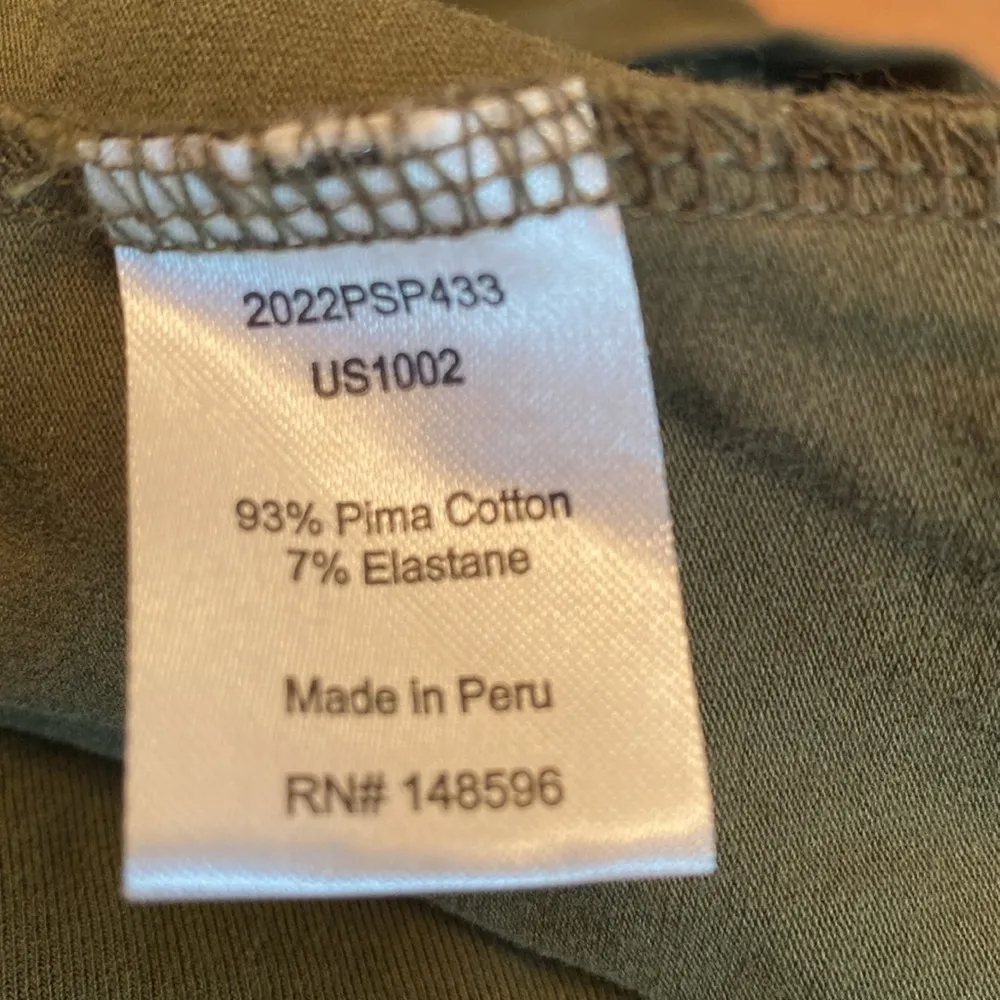 2022PSP433
US1002
93% Pima Cotton
7% Elastane
Made in Peru
RN# 148596